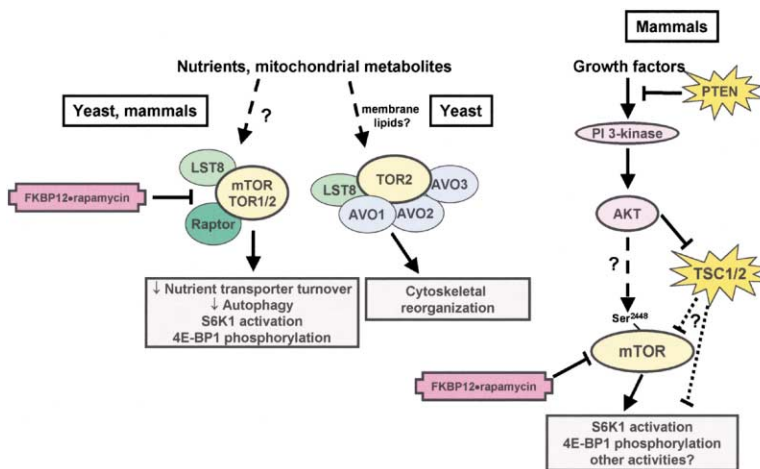 Mammals
Nutrients, mitochondrial metabolites
Growth factors
PTEN
Yeast, mammals
?
membrane
lipids?
Yeast
PI 3-kinase
LST8
mTOR
TOR1/2
Raptor
FKBP12•rapamycin
LST8
TOR2
AVO3
AVO1
AVO2
AKT
?
TSC1/2
↓ Nutrient transporter turnover
↓ Autophagy
S6K1 activation
4E-BP1 phosphorylation
Cytoskeletal
reorganization
Ser2448
?
mTOR
FKBP12•rapamycin
S6K1 activation
4E-BP1 phosphorylation
other activities?